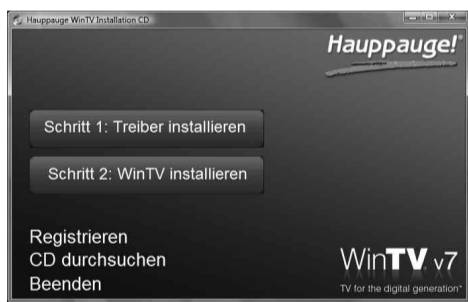 Hauppauge WinTV Installation CD
Hauppauge!
Schritt 1: Treiber installieren
Schritt 2: WinTV installieren
Registrieren
CD durchsuchen
Beenden
WinTV v7
TV for the digital generation